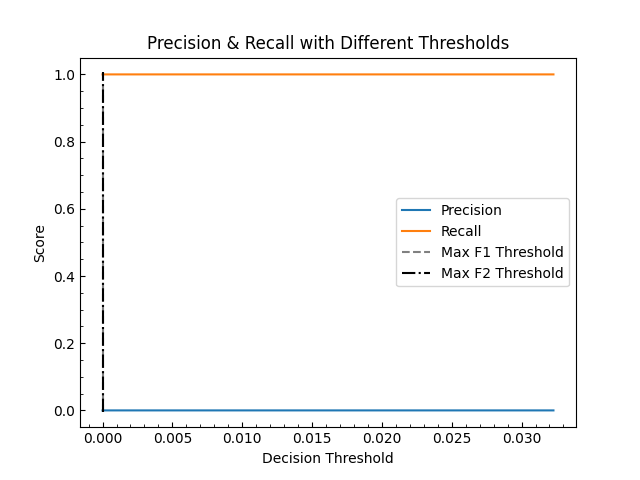 Precision & Recall with Different Thresholds
1.0
0.8
0.6
0.4
0.2
0.0
Score
Precision
Recall
Max F1 Threshold
Max F2 Threshold
0.000 0.005 0.010 0.015 0.020 0.025 0.030
Decision Threshold